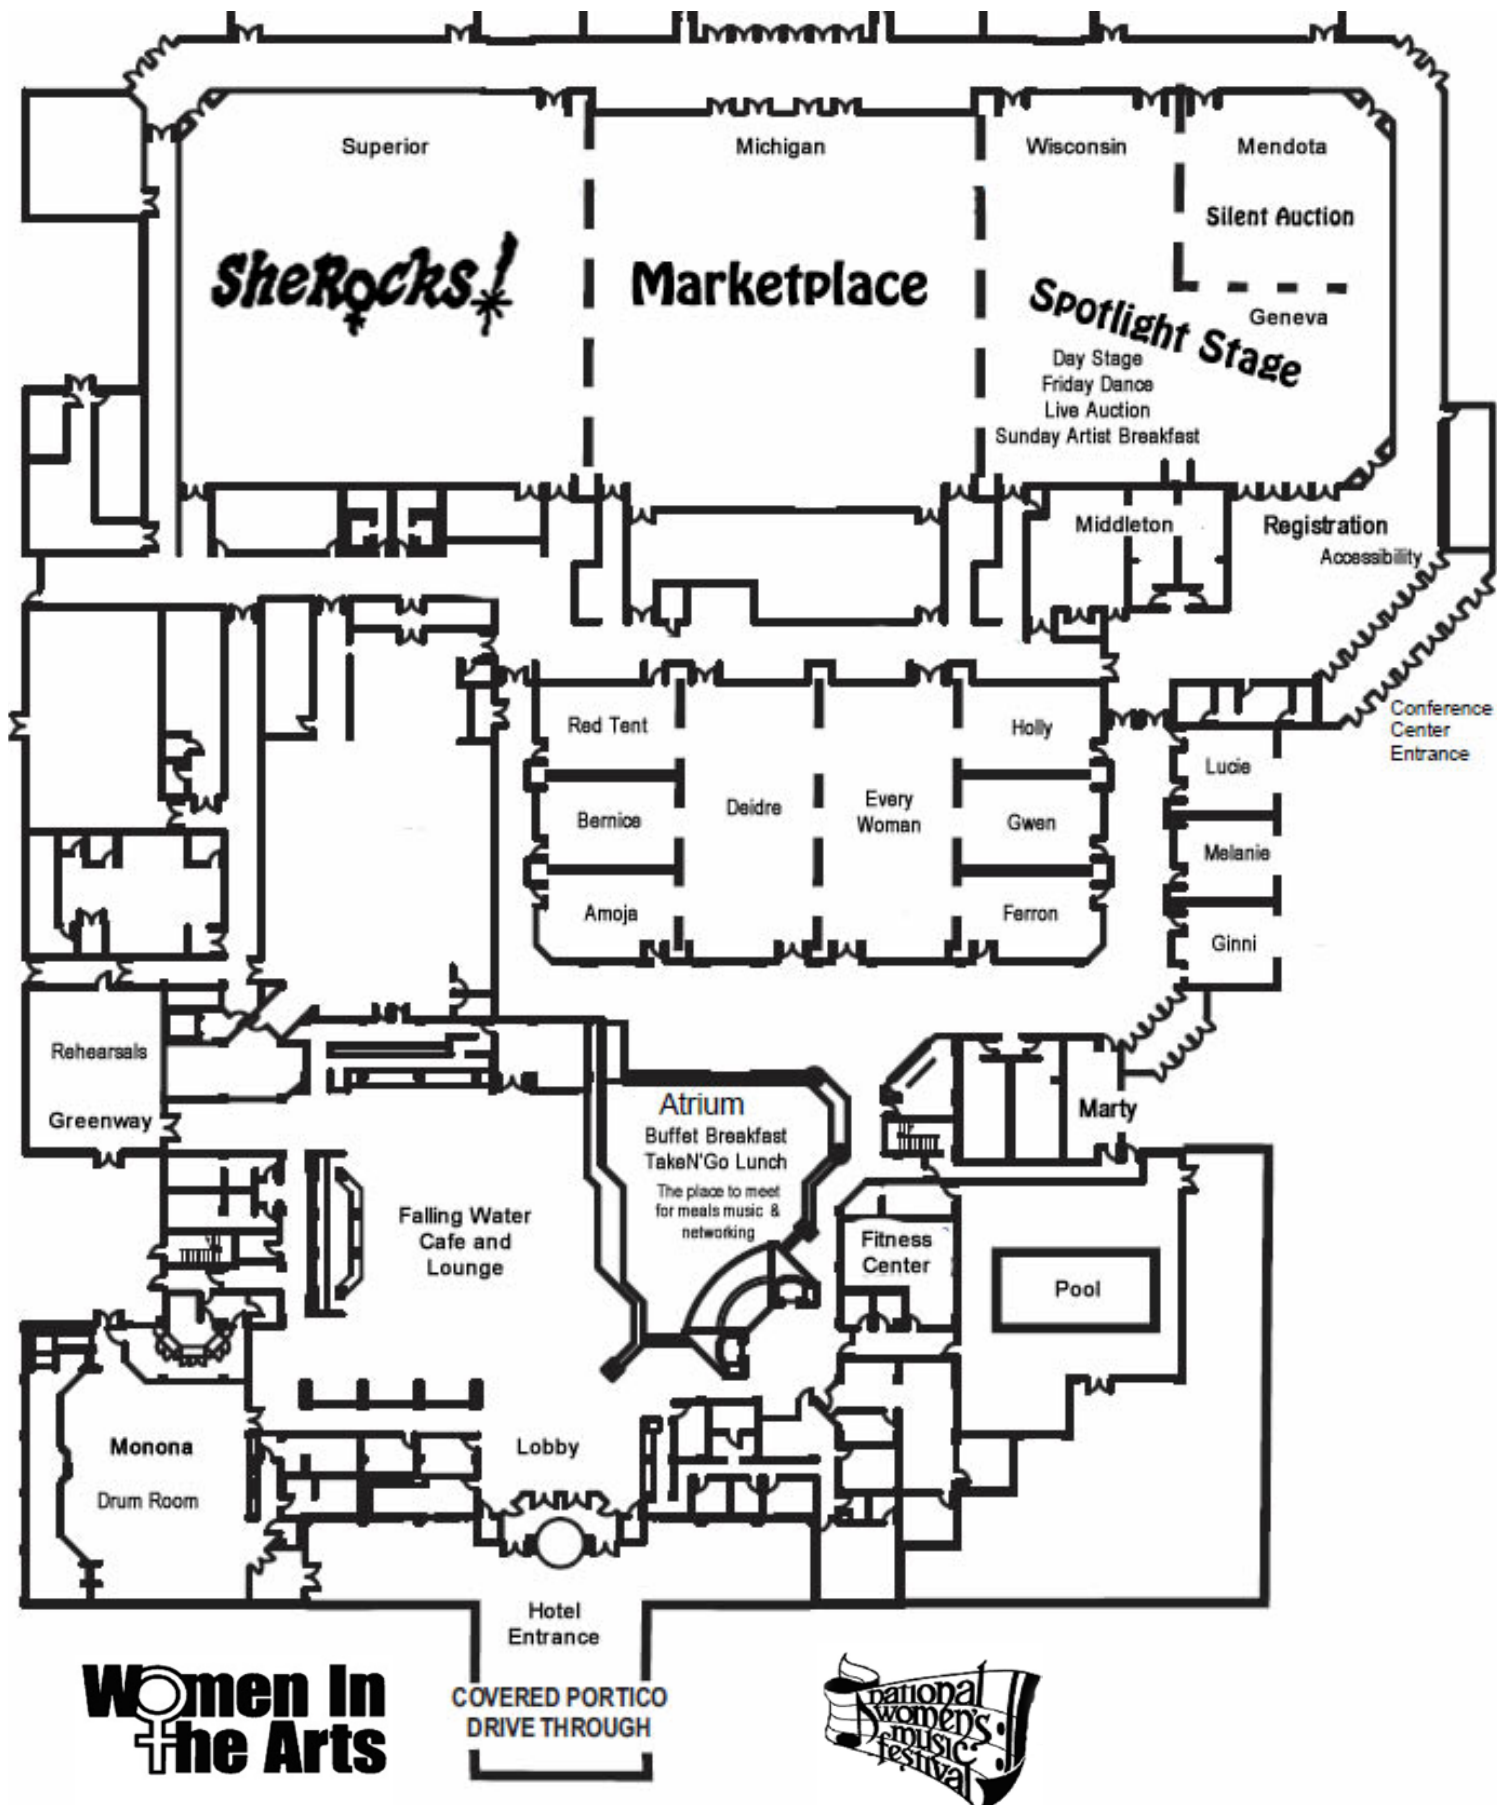 Superior
Michigan
Wisconsin
Mendota
Silent Auction
SheRocks!
Marketplace
Spotlight Stage
Geneva
Day Stage
Friday Dance
Live Auction
Sunday Artist Breakfast
Middleton
Registration
Accessibility
Conference
Center
Entrance
Red Tent
Holly
Lucie
Bernice
Deidre
Every
Woman
Gwen
Melanie
Amoja
Ferron
Ginni
Rehearsals
Greenway
Atrium
Buffet Breakfast
TakeN'Go Lunch
The place to meet
for meals music &
networking
Marty
Falling Water
Cafe and
Lounge
Fitness
Center
Pool
Monona
Drum Room
Lobby
Hotel
Entrance
COVERED PORTICO
DRIVE THROUGH
Women In
the Arts
national
women's
music
festival